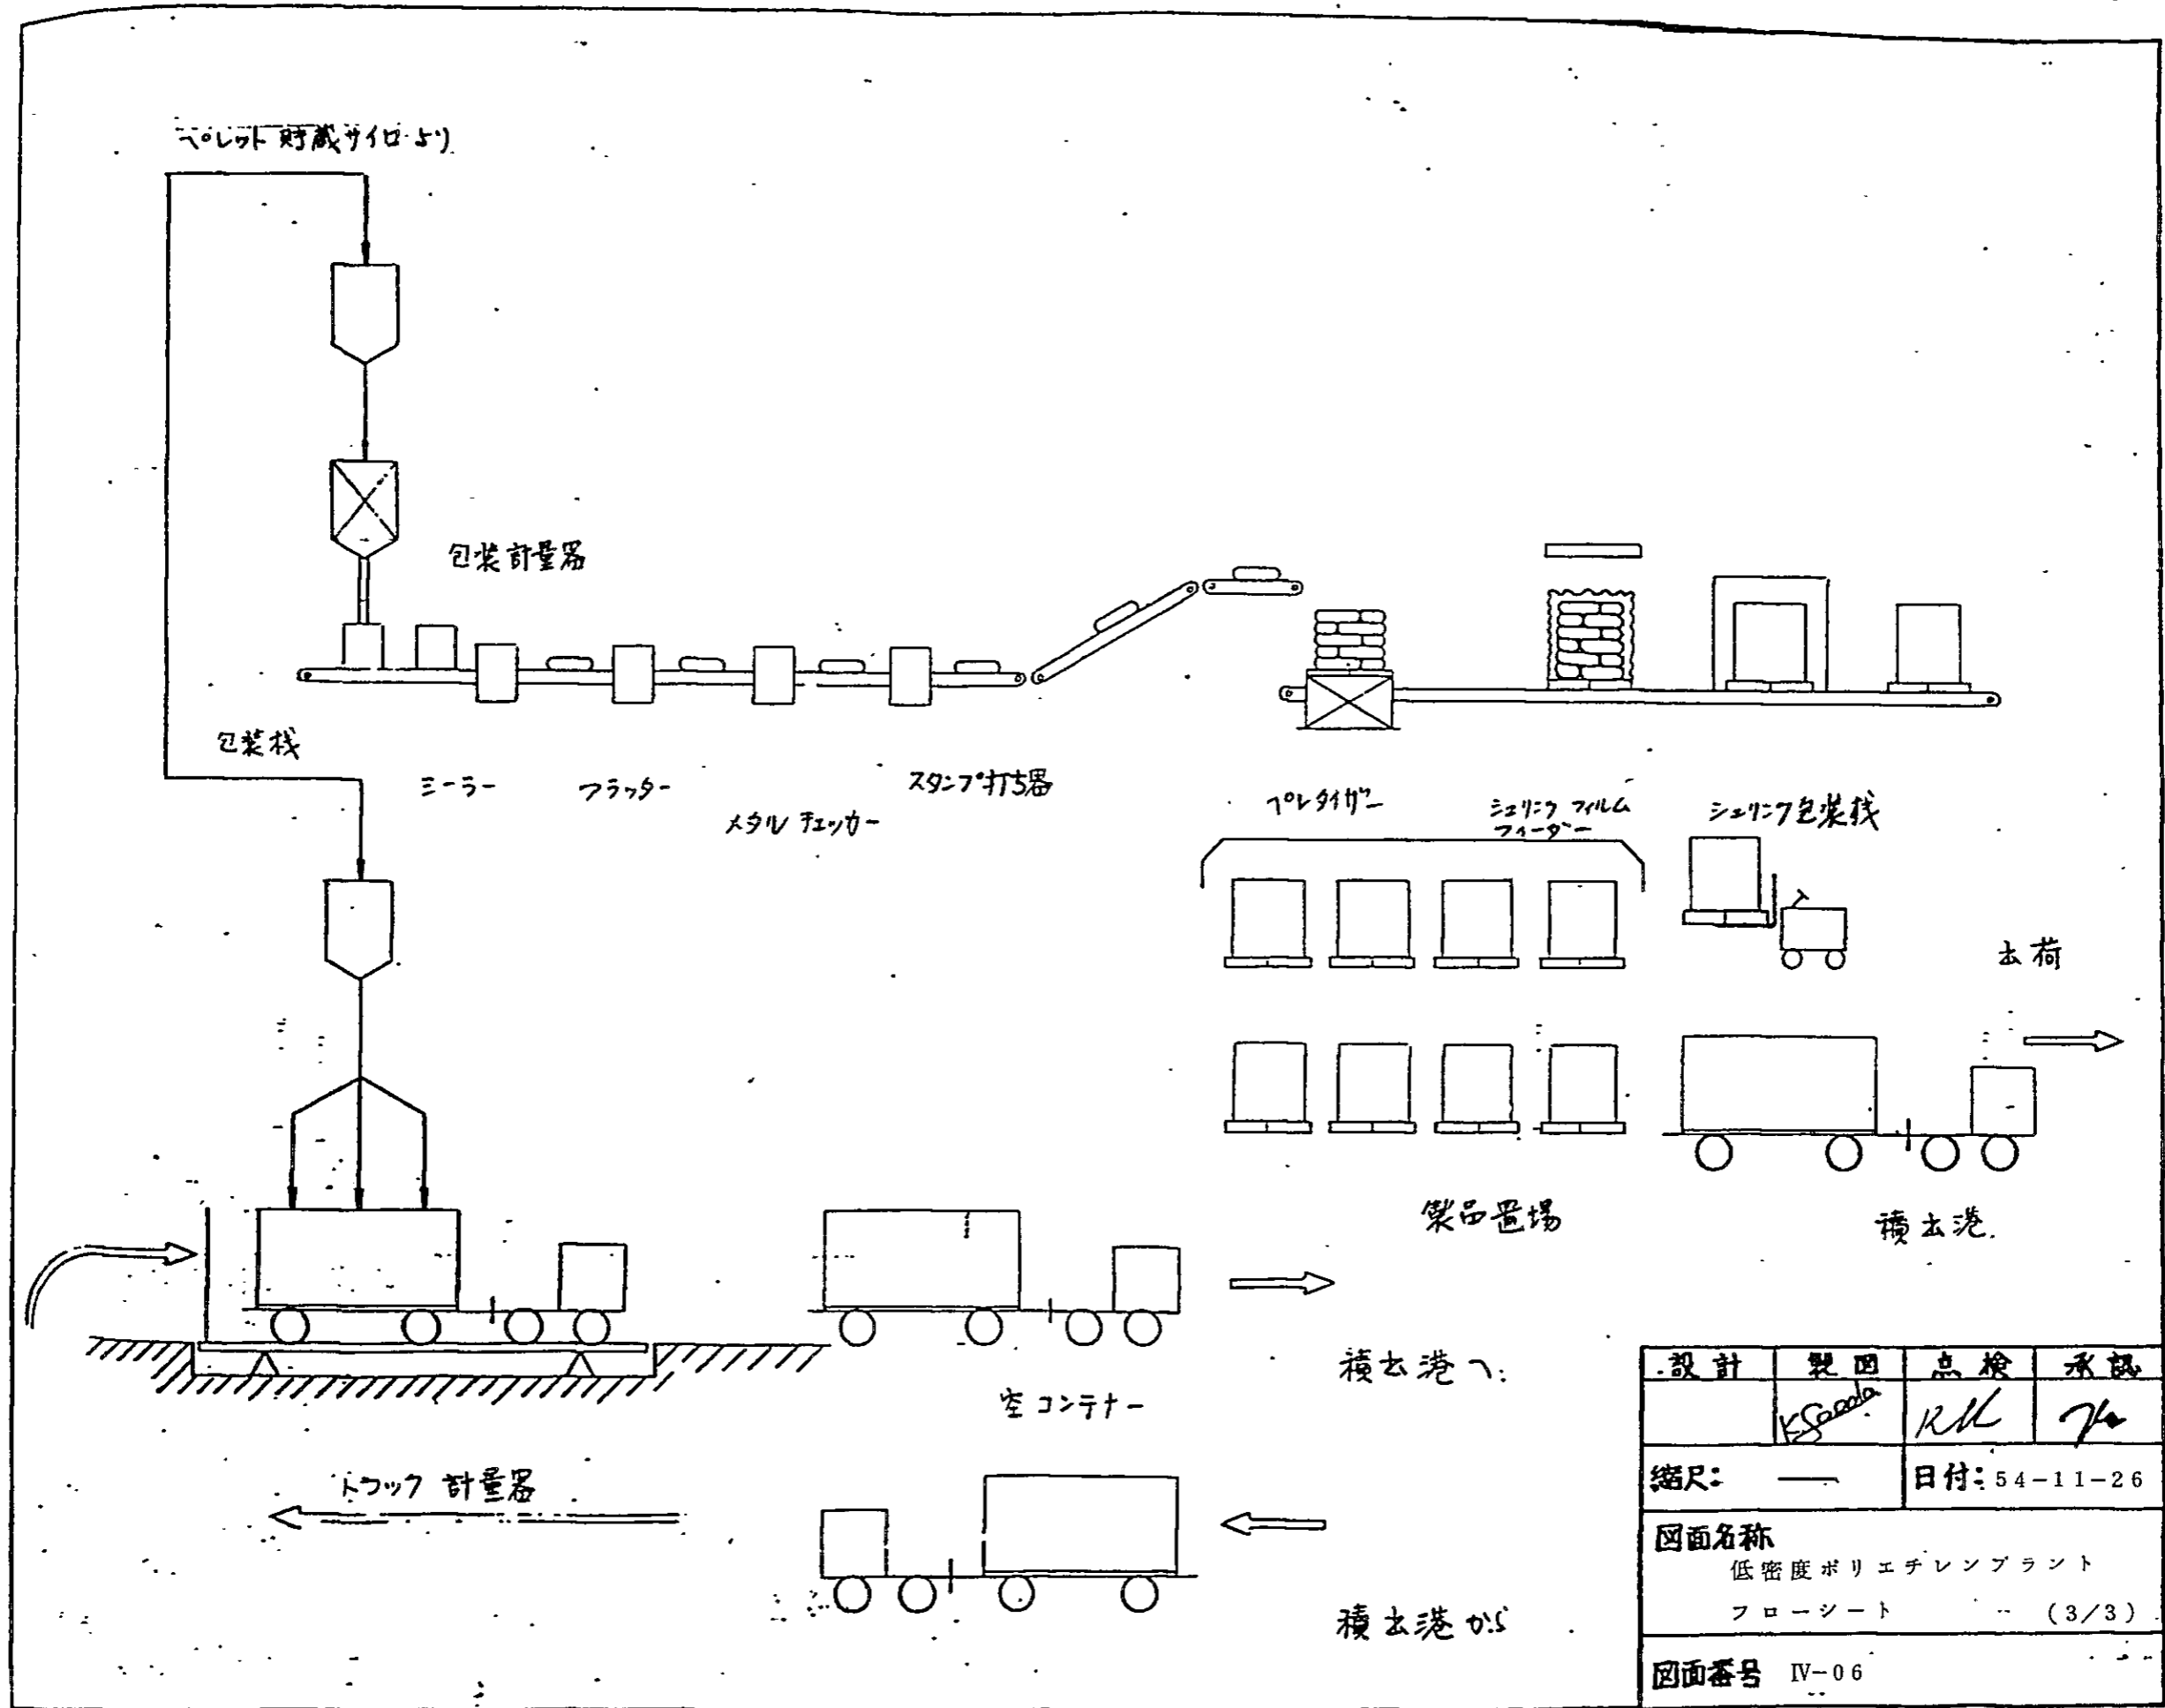 ペレット貯蔵サイロより
包装計量器
包装桟
シーラー
フラッター
メタルチェッカー
スタンプ打ち器
ペレタイザー
シュリンク フィルム
フィーダー
シュリンク包装桟
出荷
製品置場
積出港
積出港へ
空コンテナー
トラック計量器
積出港から
設計 製図 点検 承認
縮尺: — 日付: 54-11-26
図面名称
低密度ポリエチレンプラント
フローシート (3/3)
図面番号 IV-06